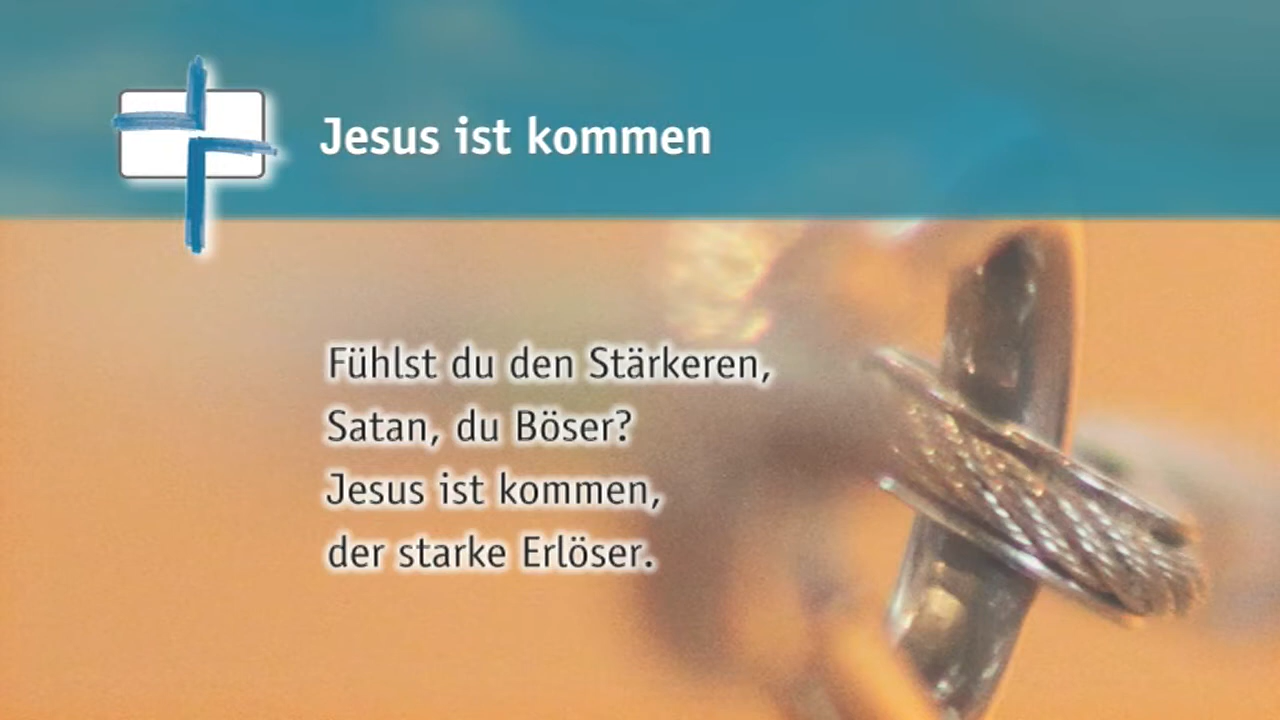 Jesus ist kommen
Fühlst du den Stärkeren,
Satan, du Böser?
Jesus ist kommen,
der starke Erlöser.